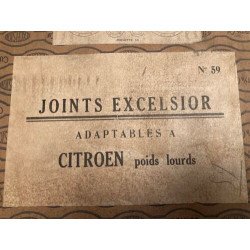 N° 59
JOINTS EXCELSIOR
ADAPTABLES A
CITROEN poids lourds